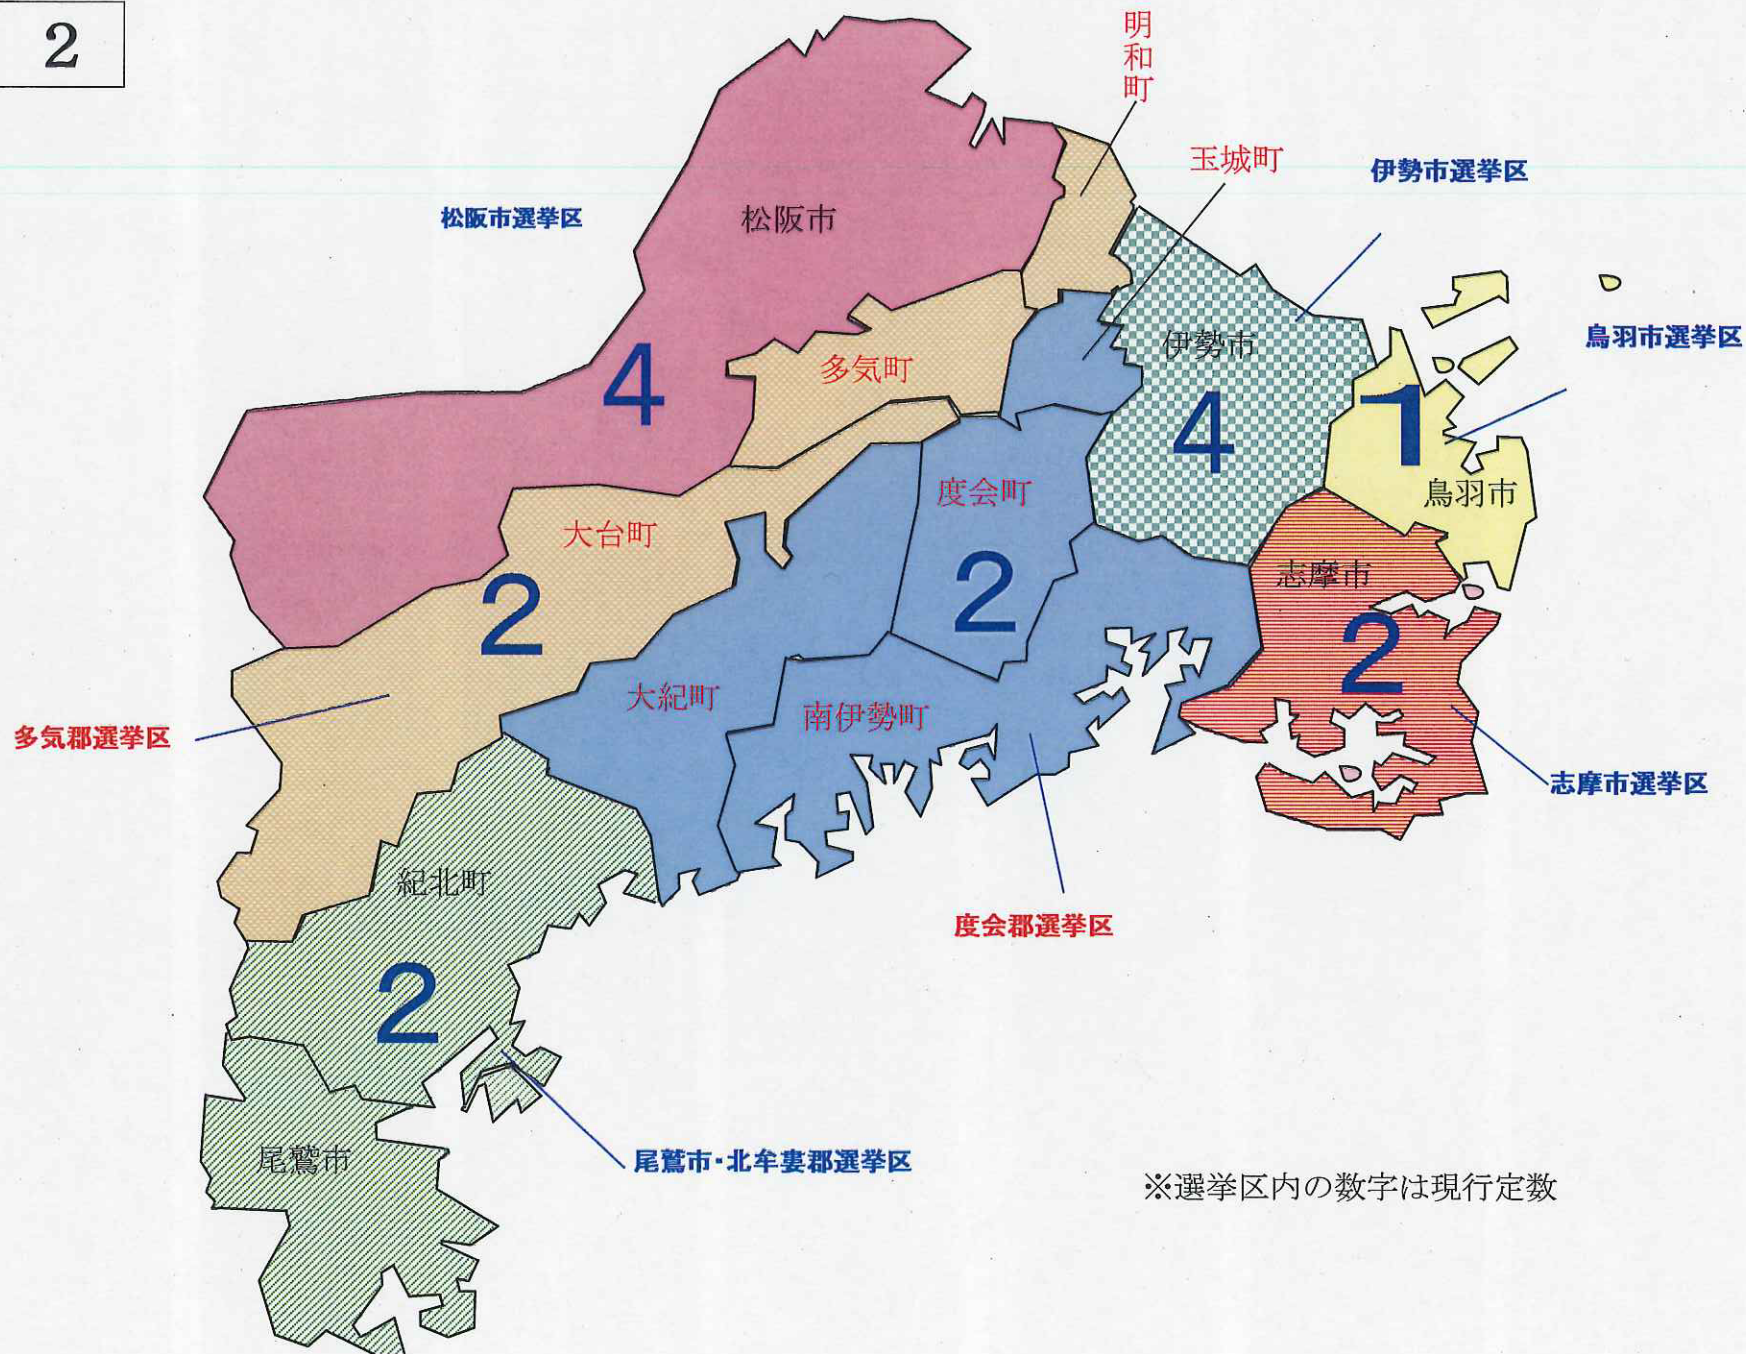 2
明和町
玉城町
伊勢市選挙区
松阪市選挙区
松阪市
鳥羽市選挙区
伊勢市
4
多気町
1
4
度会町
鳥羽市
大台町
志摩市
2
2
2
大紀町
南伊勢町
多気郡選挙区
志摩市選挙区
紀北町
度会郡選挙区
2
尾鷲市
尾鷲市・北牟婁郡選挙区
※選挙区内の数字は現行定数